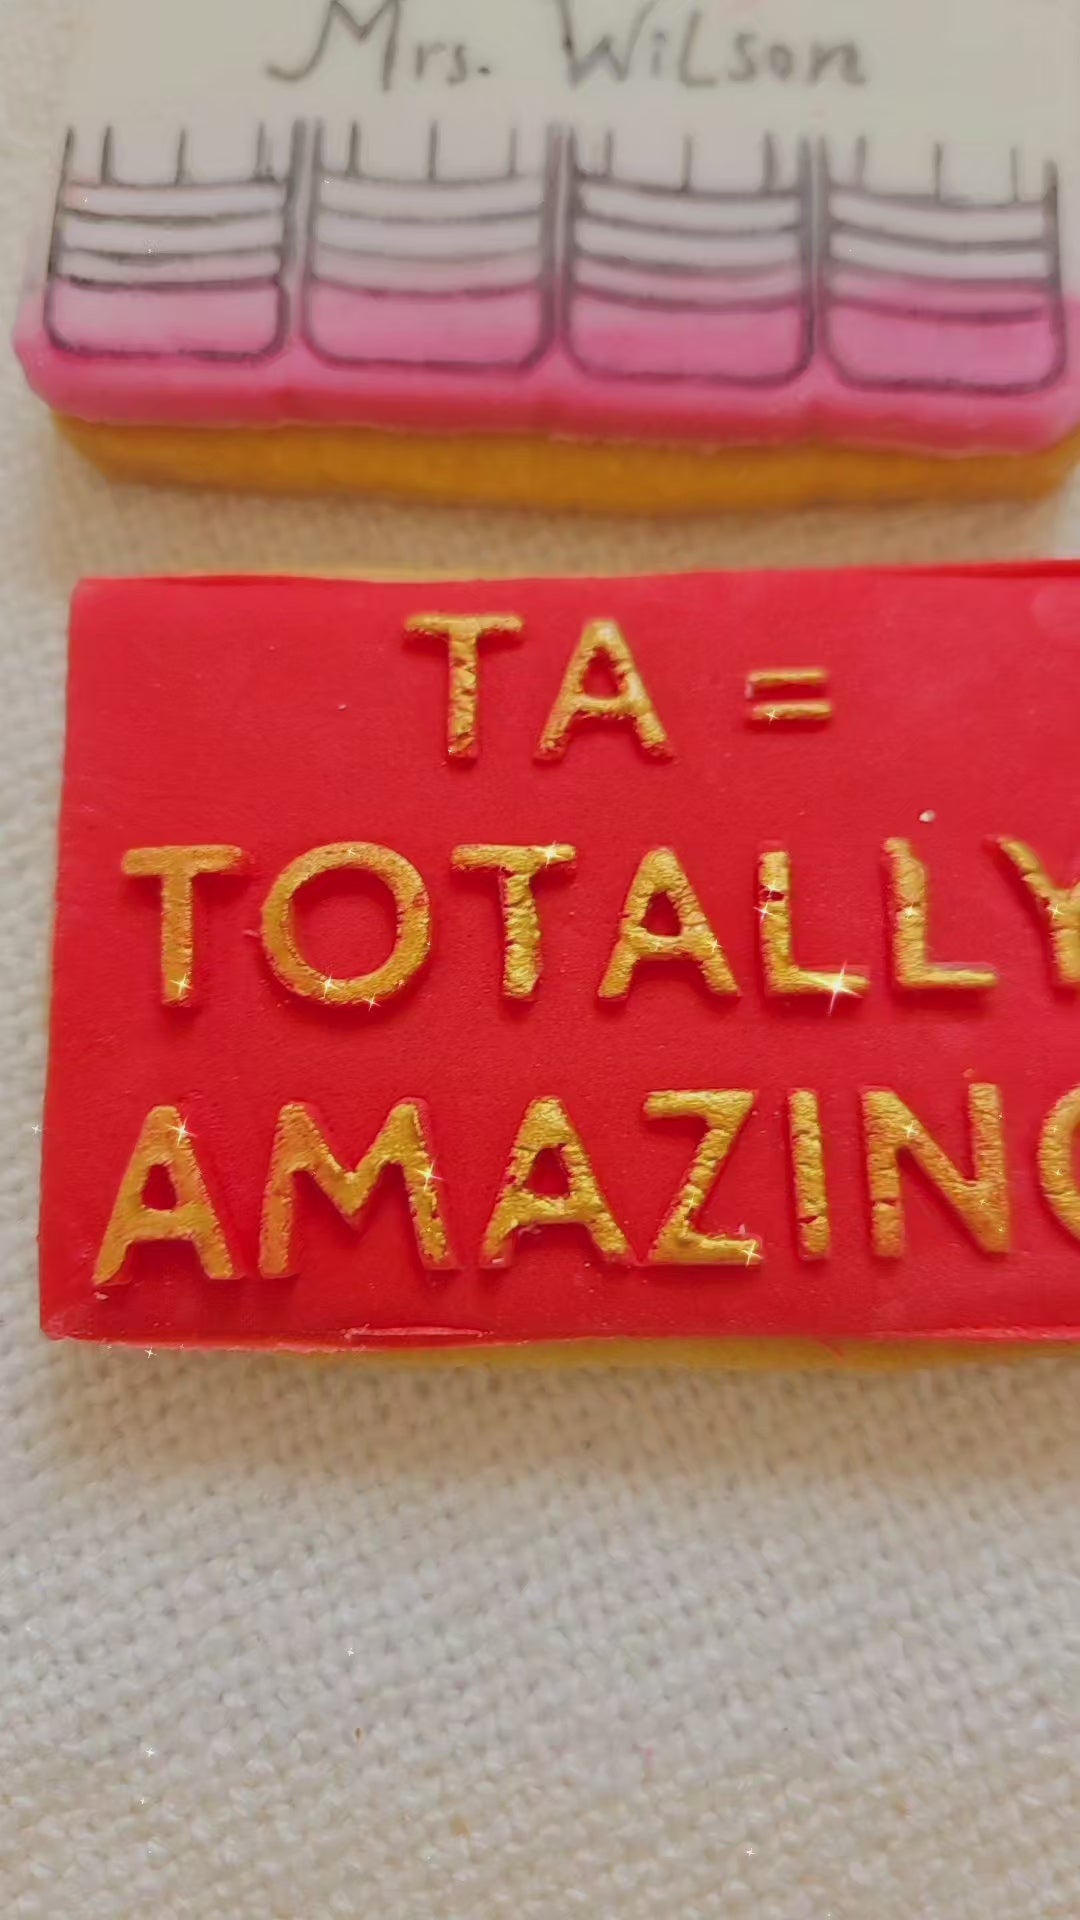 Mrs. Wilson
TA =
TOTALLY
AMAZING